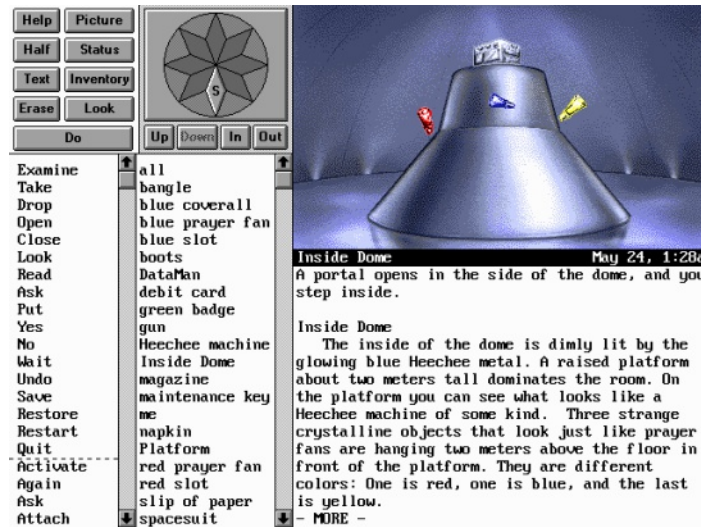 Help Picture
Half Status
Text Inventory
Erase Look
Do
S
Up Down In Out
Examine
Take
Drop
Open
Close
Look
Read
Ask
Put
Yes
No
Wait
Undo
Save
Restore
Restart
Quit
Activate
Again
Ask
Attach
all
bangle
blue coverall
blue prayer fan
blue slot
boots
DataMan
debit card
green badge
gun
Heechee machine
Inside Dome
magazine
maintenance key
me
napkin
Platform
red prayer fan
red slot
slip of paper
spacesuit
Inside Dome May 24, 1:28a
A portal opens in the side of the dome, and you
step inside.
Inside Dome
The inside of the dome is dimly lit by the
glowing blue Heechee metal. A raised platform
about two meters tall dominates the room. On
the platform you can see what looks like a
Heechee machine of some kind. Three strange
crystalline objects that look just like prayer
fans are hanging two meters above the floor in
front of the platform. They are different
colors: One is red, one is blue, and the last
is yellow.
- MORE -